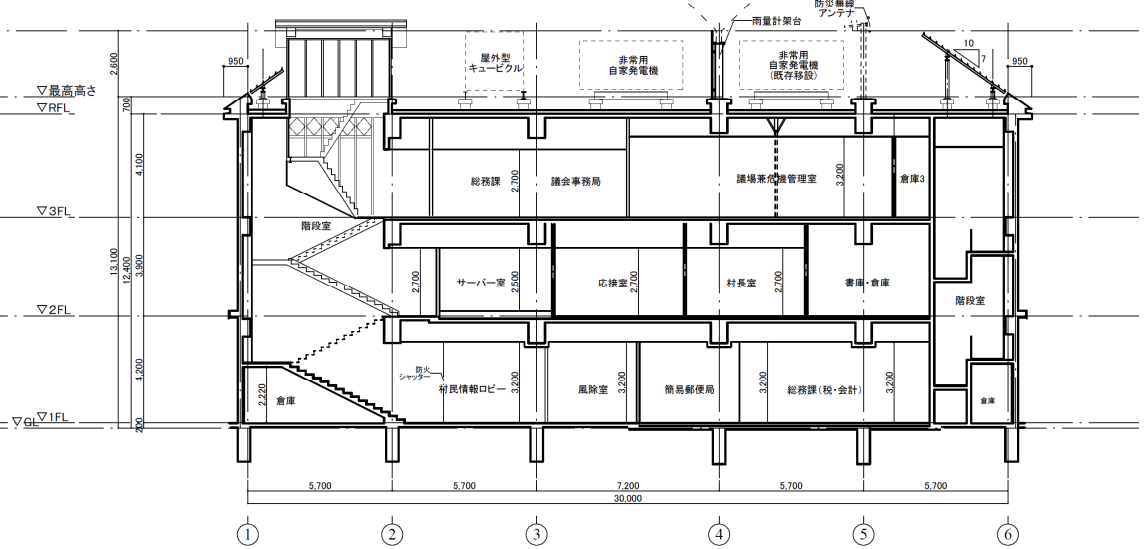 防災無線
アンテナ
雨量計架台
10
7
950
屋外型
キュービクル
非常用
自家発電機
非常用
自家発電機
(既存移設)
950
2,600
▽最高高さ
▽RFL
700
4,100
総務課
2,700
議会事務局
議場兼危機管理室
3,200
倉庫3
▽3FL
階段室
13,100
12,400
3,900
2,700
サーバー室
2,500
応接室
2,700
村長室
2,700
書庫・倉庫
階段室
▽2FL
4,200
防火
シャッター
村民情報ロビー
3,200
風除室
3,200
簡易郵便局
3,200
総務課(税・会計)
3,200
2,220
倉庫
倉庫
▽GL
▽1FL
200
5,700
5,700
7,200
5,700
5,700
30,000
1
2
3
4
5
6